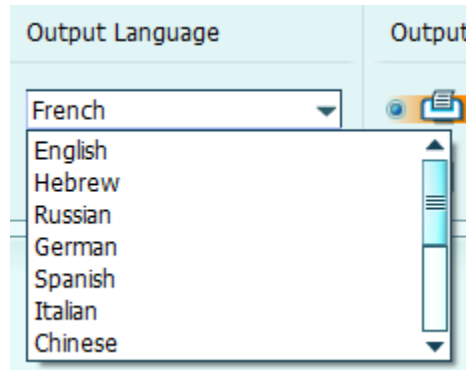 Output Language
Output
French
English
Hebrew
Russian
German
Spanish
Italian
Chinese